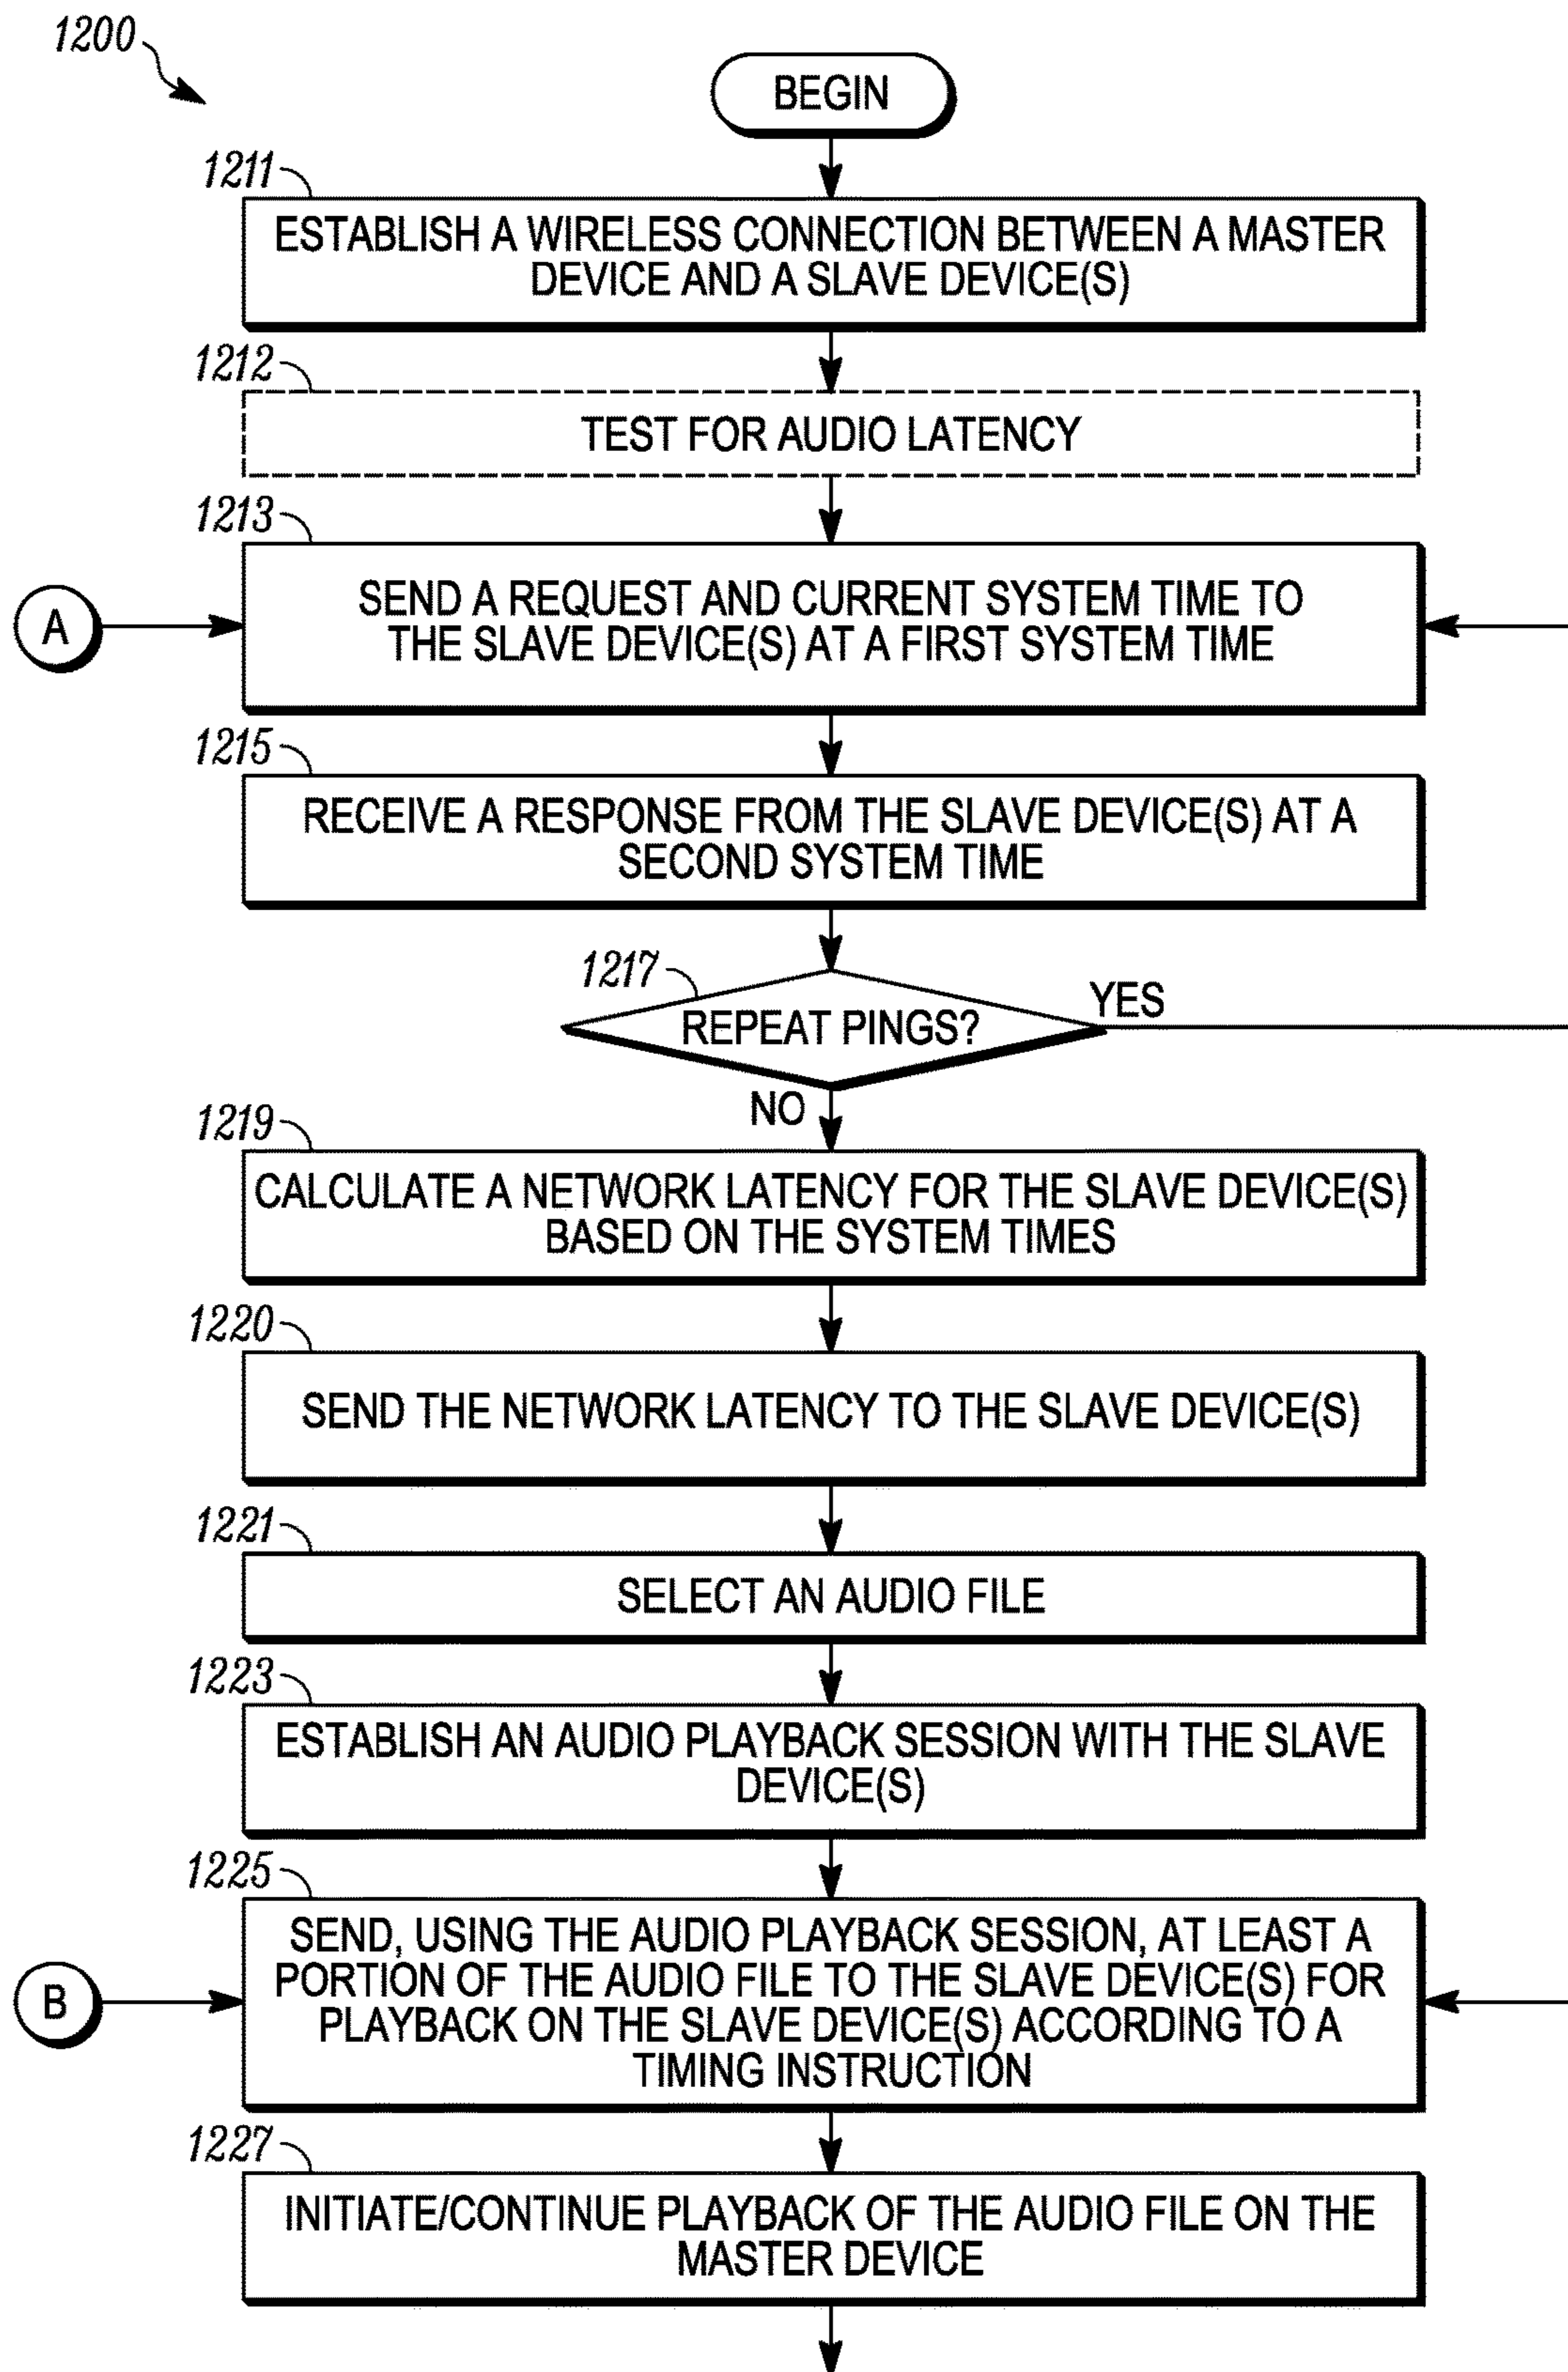 1200
BEGIN
1211
ESTABLISH A WIRELESS CONNECTION BETWEEN A MASTER
DEVICE AND A SLAVE DEVICE(S)
1212
TEST FOR AUDIO LATENCY
1213
A
SEND A REQUEST AND CURRENT SYSTEM TIME TO
THE SLAVE DEVICE(S) AT A FIRST SYSTEM TIME
1215
RECEIVE A RESPONSE FROM THE SLAVE DEVICE(S) AT A
SECOND SYSTEM TIME
1217
REPEAT PINGS?
YES
NO
1219
CALCULATE A NETWORK LATENCY FOR THE SLAVE DEVICE(S)
BASED ON THE SYSTEM TIMES
1220
SEND THE NETWORK LATENCY TO THE SLAVE DEVICE(S)
1221
SELECT AN AUDIO FILE
1223
ESTABLISH AN AUDIO PLAYBACK SESSION WITH THE SLAVE
DEVICE(S)
1225
B
SEND, USING THE AUDIO PLAYBACK SESSION, AT LEAST A
PORTION OF THE AUDIO FILE TO THE SLAVE DEVICE(S) FOR
PLAYBACK ON THE SLAVE DEVICE(S) ACCORDING TO A
TIMING INSTRUCTION
1227
INITIATE/CONTINUE PLAYBACK OF THE AUDIO FILE ON THE
MASTER DEVICE